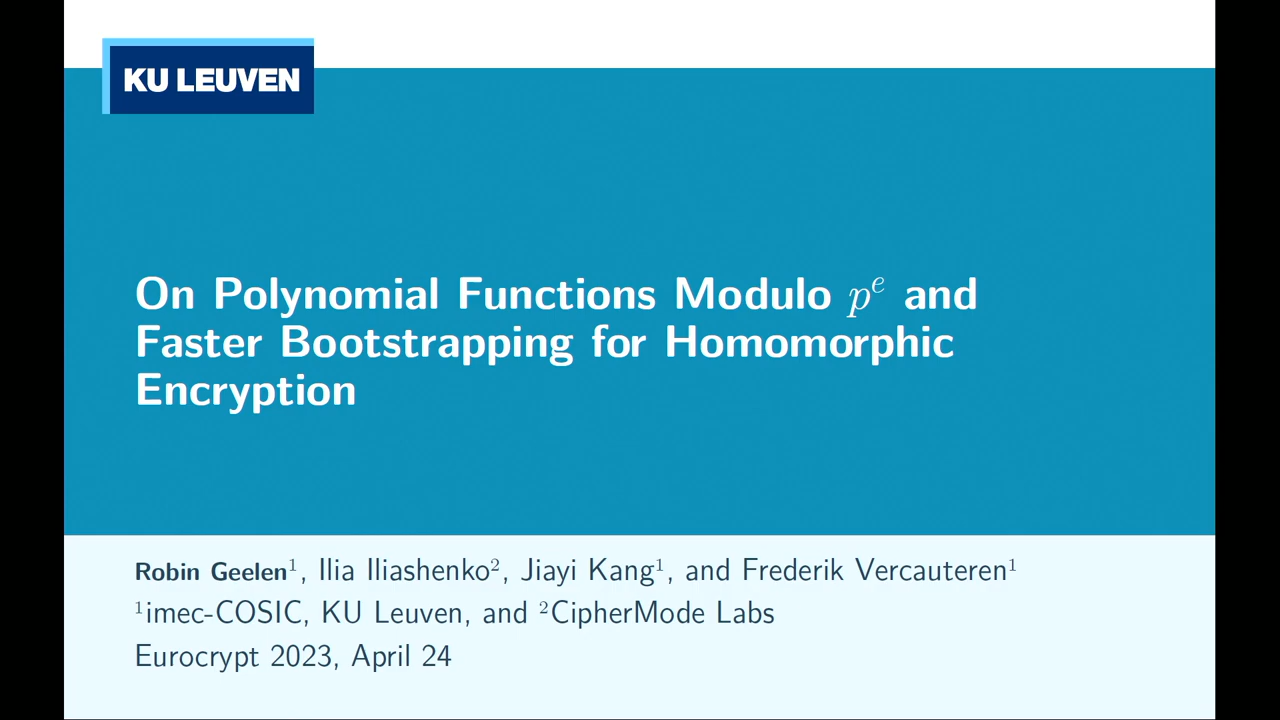 KU LEUVEN
On Polynomial Functions Modulo pᵉ and
Faster Bootstrapping for Homomorphic
Encryption
Robin Geelen¹, Ilia Iliashenko², Jiayi Kang¹, and Frederik Vercauteren¹
¹imec-COSIC, KU Leuven, and ²CipherMode Labs
Eurocrypt 2023, April 24